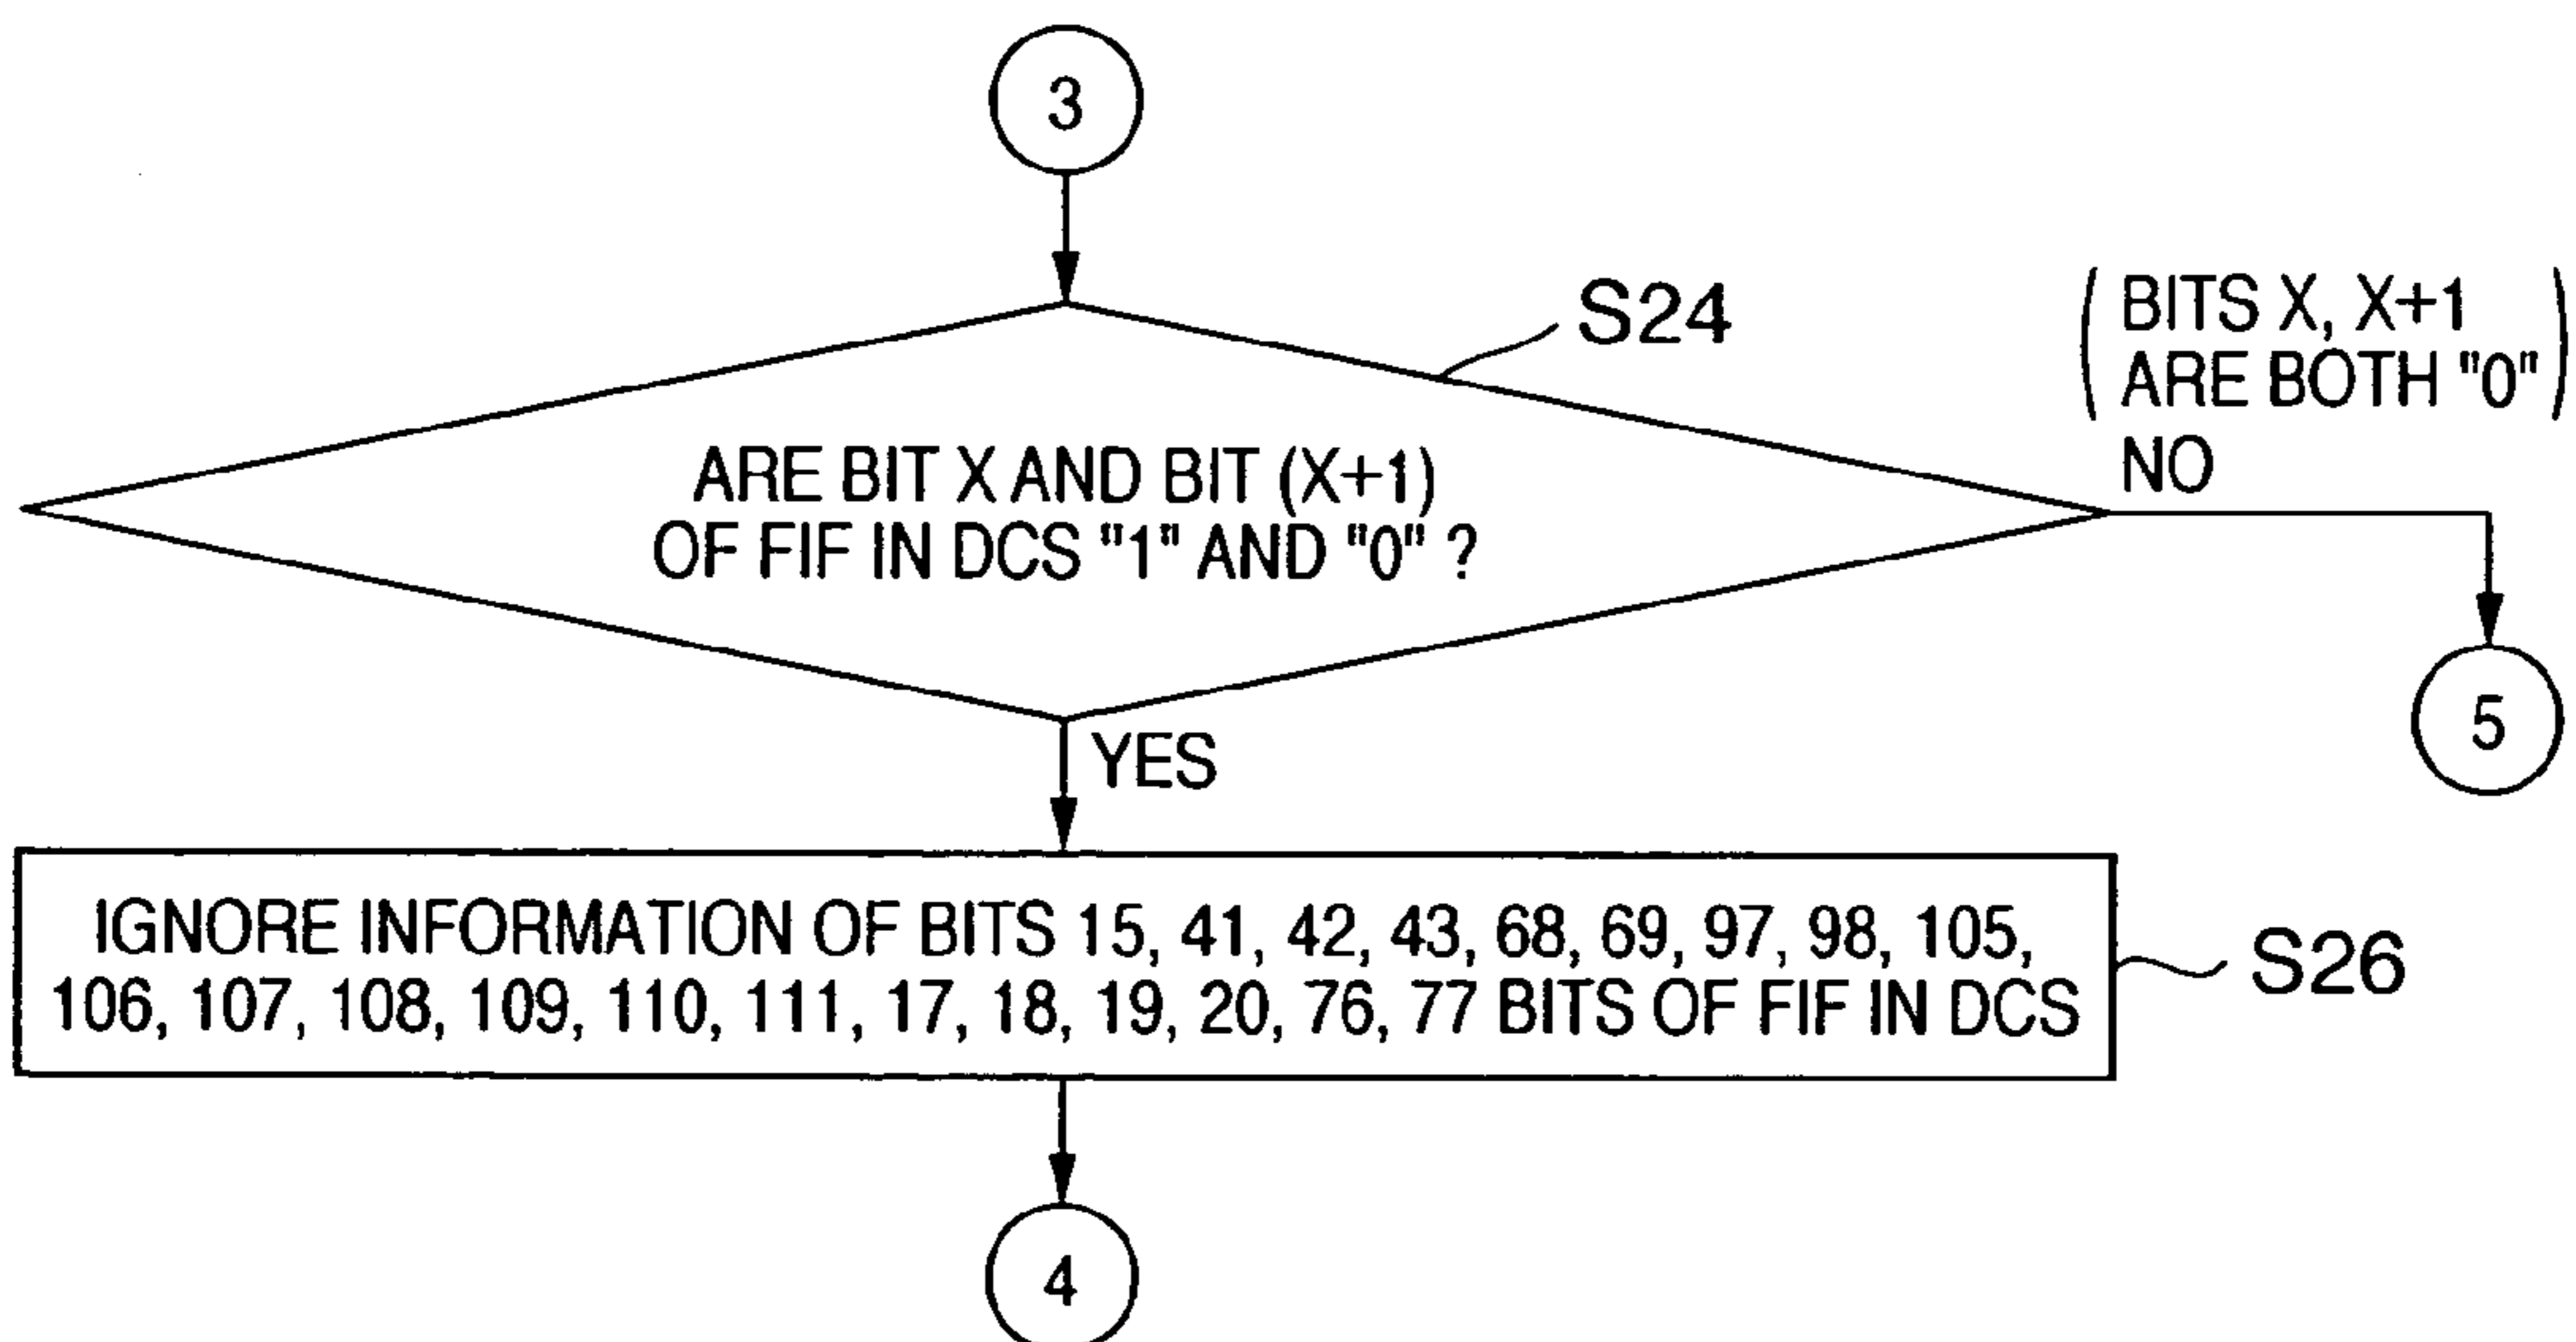 3
S24
( BITS X, X+1
ARE BOTH "0" )
NO
ARE BIT X AND BIT (X+1)
OF FIF IN DCS "1" AND "0" ?
5
YES
IGNORE INFORMATION OF BITS 15, 41, 42, 43, 68, 69, 97, 98, 105,
106, 107, 108, 109, 110, 111, 17, 18, 19, 20, 76, 77 BITS OF FIF IN DCS
S26
4